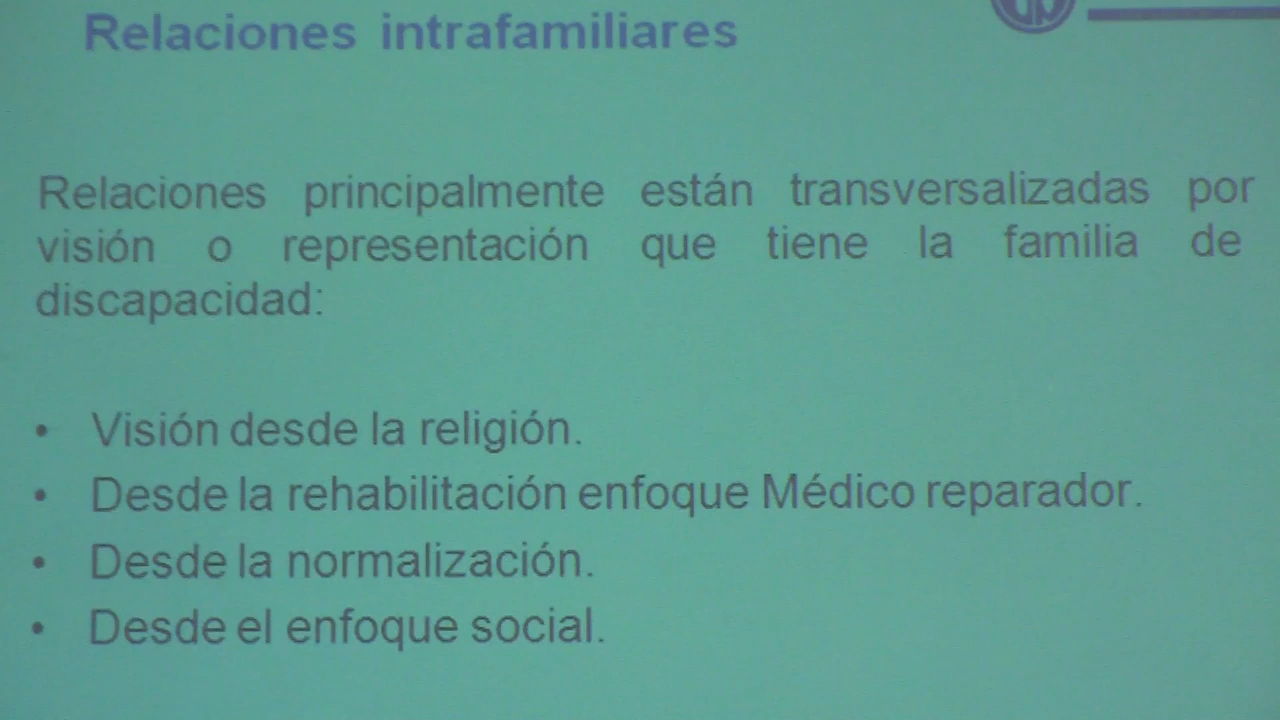 Relaciones intrafamiliares
Relaciones principalmente están transversalizadas por
visión o representación que tiene la familia de
discapacidad:
• Visión desde la religión.
• Desde la rehabilitación enfoque Médico reparador.
• Desde la normalización.
• Desde el enfoque social.